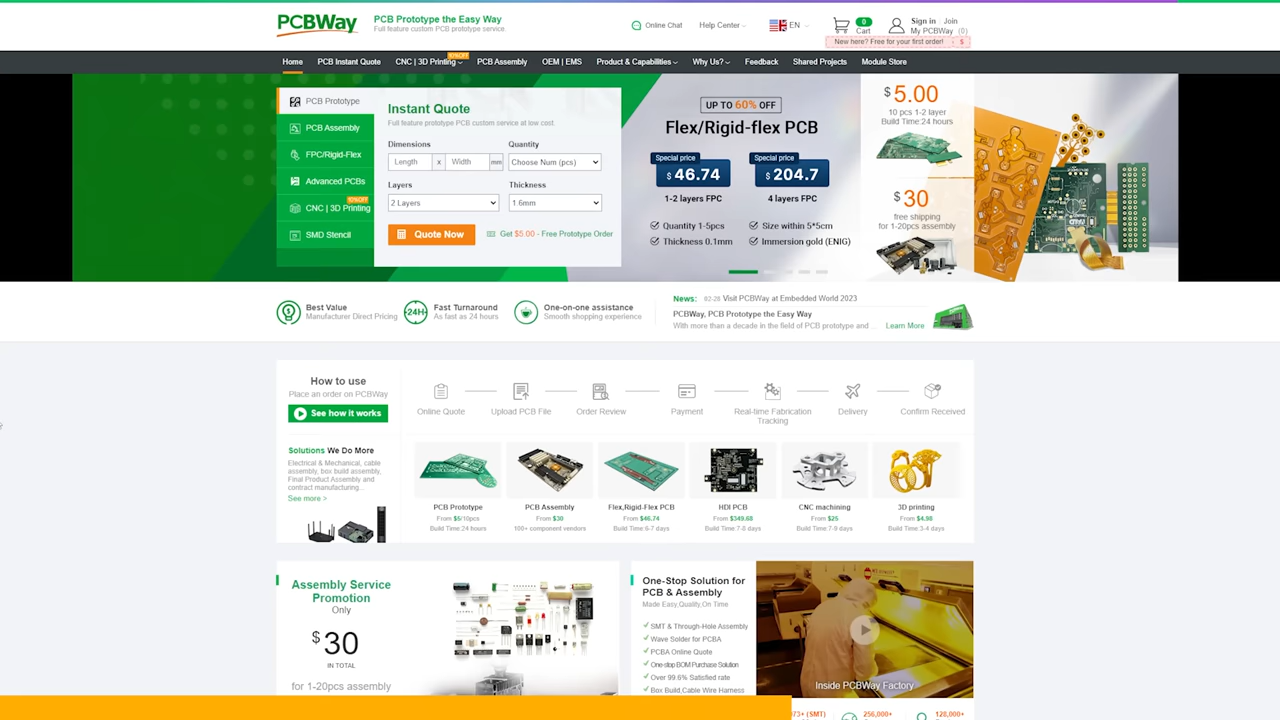 PCBWay
PCB Prototype the Easy Way
Full feature custom PCB prototype service.
Online Chat
Help Center
EN
0
Cart
Sign in | Join
My PCBWay (0)
New here? Free for your first order!
Home
PCB Instant Quote
CNC | 3D Printing
PCB Assembly
OEM | EMS
Product & Capabilities
Why Us?
Feedback
Shared Projects
Module Store
PCB Prototype
PCB Assembly
FPC/Rigid-Flex
Advanced PCBs
CNC | 3D Printing
SMD Stencil
Instant Quote
Full feature prototype PCB custom service at low cost.
Dimensions
Quantity
Length
x
Width
mm
Choose Num (pcs)
Layers
Thickness
2 Layers
1.6mm
Quote Now
Get $5.00 - Free Prototype Order
UP TO 60% OFF
Flex/Rigid-flex PCB
Special price
$ 46.74
1-2 layers FPC
Special price
$ 204.7
4 layers FPC
Quantity 1-5pcs
Size within 5*5cm
Thickness 0.1mm
Immersion gold (ENIG)
$ 5.00
10 pcs 1-2 layer
Build Time:24 hours
$ 30
free shipping
for 1-20pcs assembly
Best Value
Manufacturer Direct Pricing
24H
Fast Turnaround
As fast as 24 hours
One-on-one assistance
Smooth shopping experience
News:
02-28 Visit PCBWay at Embedded World 2023
PCBWay, PCB Prototype the Easy Way
With more than a decade in the field of PCB prototype and ...
Learn More
How to use
Place an order on PCBWay
See how it works
Online Quote
Upload PCB File
Order Review
Payment
Real-time Fabrication
Tracking
Delivery
Confirm Received
Solutions We Do More
Electrical & Mechanical, cable
assembly, box build assembly,
Final Product Assembly and
contract manufacturing...
See more >
PCB Prototype
From $5/10pcs
Build Time:24 hours
PCB Assembly
From $30
100+ component vendors
Flex,Rigid-Flex PCB
From $46.74
Build Time:6-7 days
HDI PCB
From $349.68
CNC machining
From $25
Build Time:7-9 days
3D printing
From $4.98
Build Time:3-4 days
Assembly Service
Promotion
Only
$ 30
IN TOTAL
for 1-20pcs assembly
One-Stop Solution for
PCB & Assembly
Made Easy,Quality,On Time
SMT & Through-Hole Assembly
Wave Solder for PCBA
PCBA Online Quote
One-stop BOM Purchase Solution
Over 99.6% Satisfied rate
Box Build,Cable Wire Harness
Inside PCBWay Factory
73+ (SMT)
256,000+
128,000+